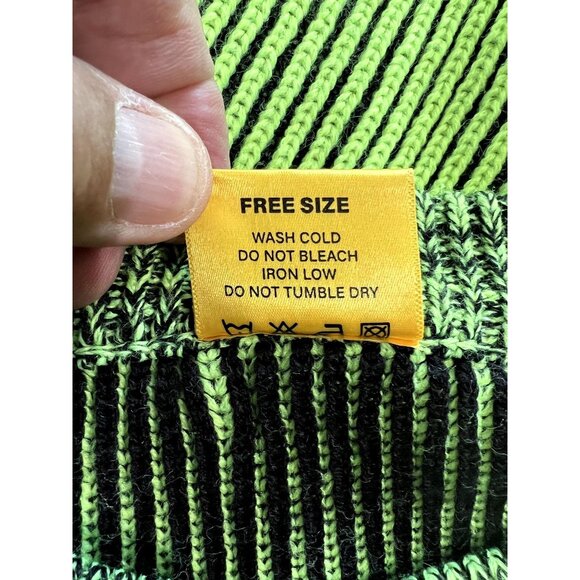 FREE SIZE
WASH COLD
DO NOT BLEACH
IRON LOW
DO NOT TUMBLE DRY